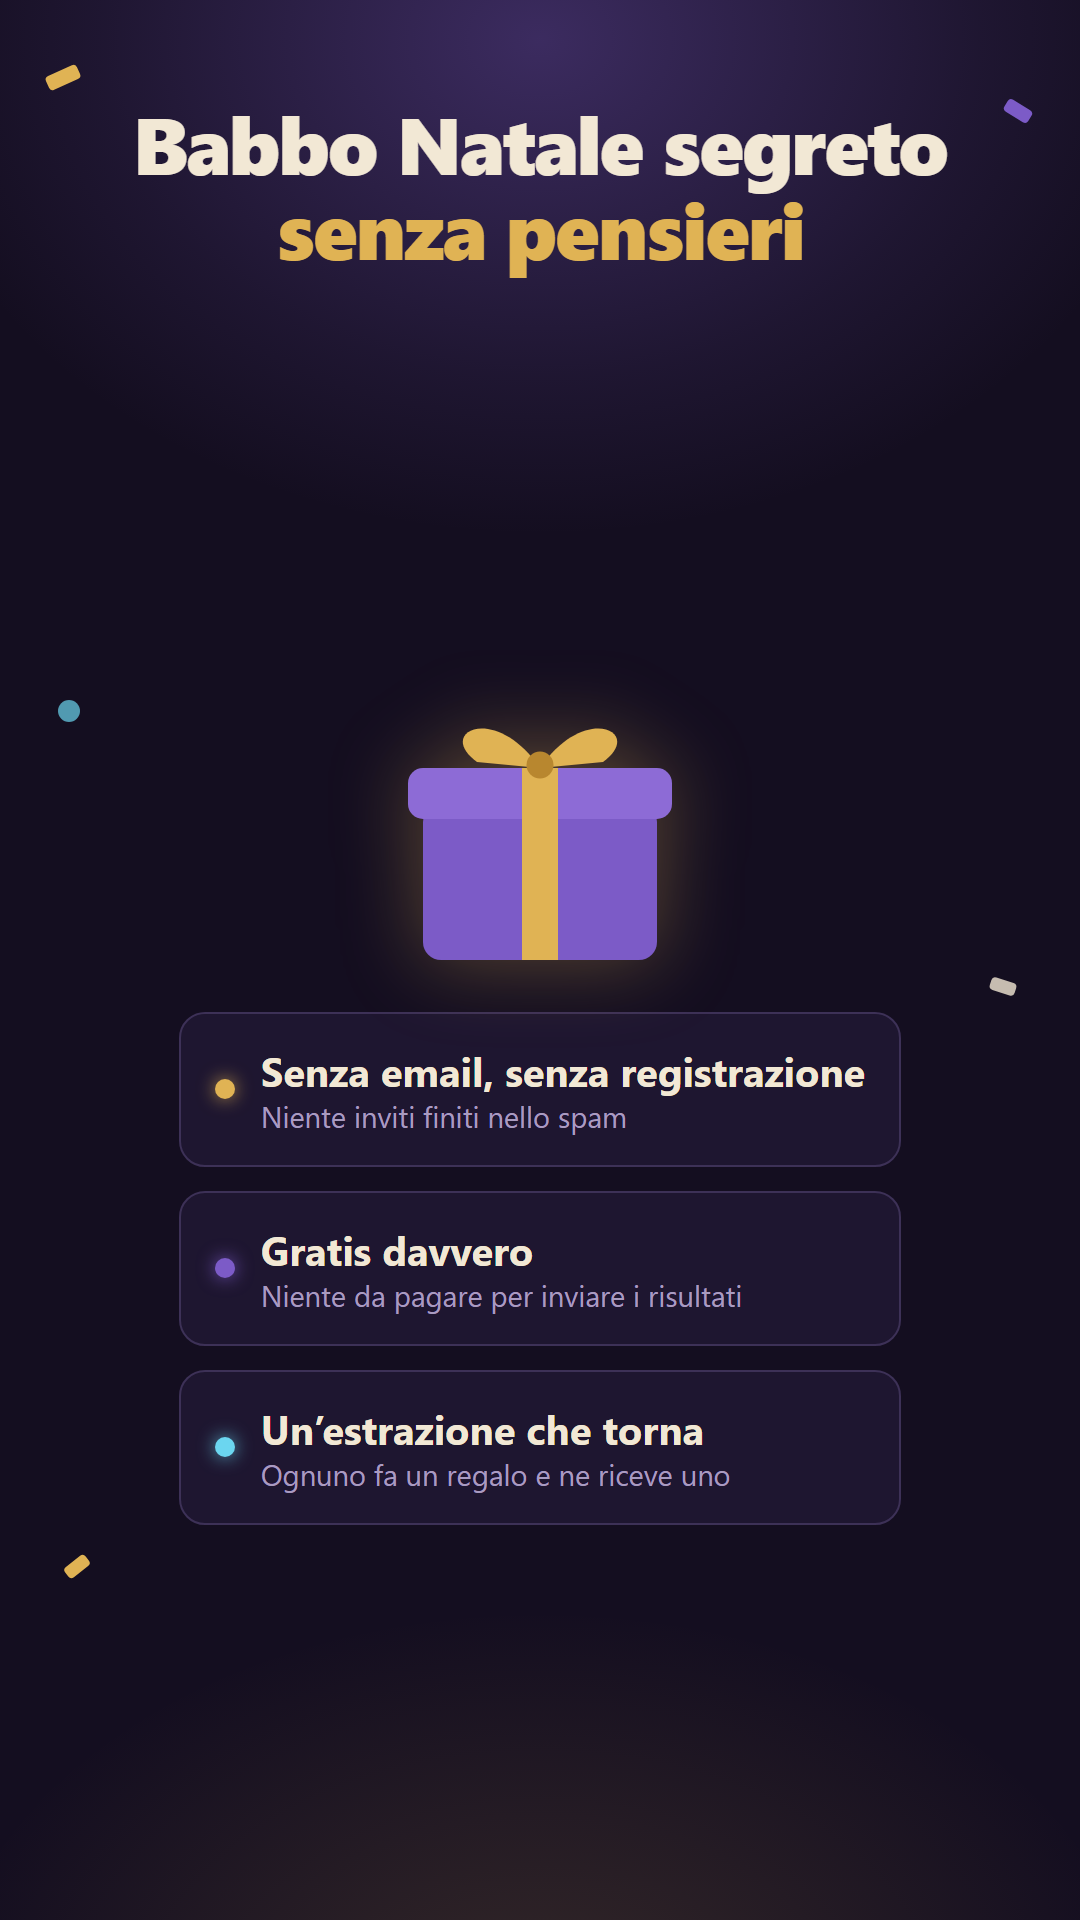 Babbo Natale segreto
senza pensieri
Senza email, senza registrazione
Niente inviti finiti nello spam
Gratis davvero
Niente da pagare per inviare i risultati
Un’estrazione che torna
Ognuno fa un regalo e ne riceve uno